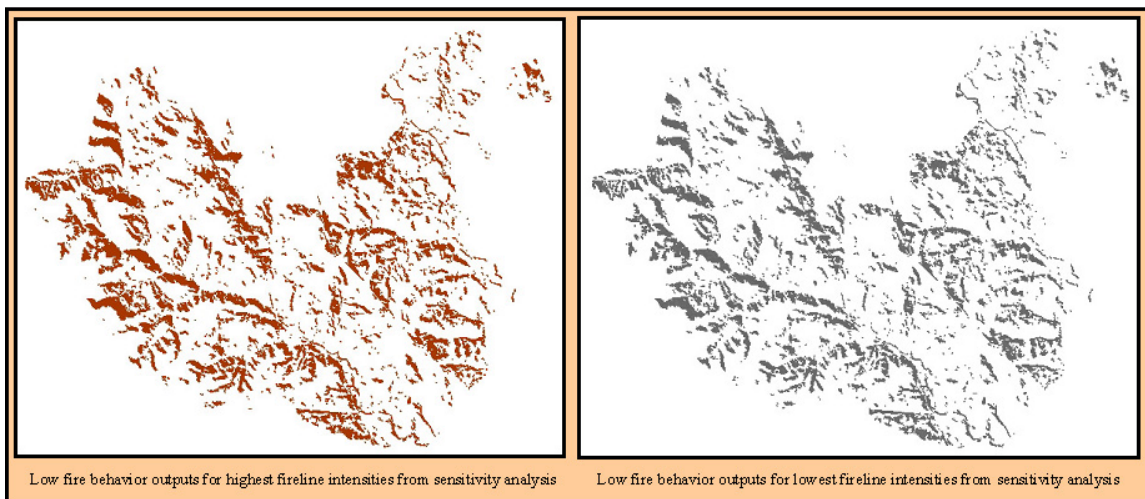 Low fire behavior outputs for highest fireline intensities from sensitivity analysis
Low fire behavior outputs for lowest fireline intensities from sensitivity analysis